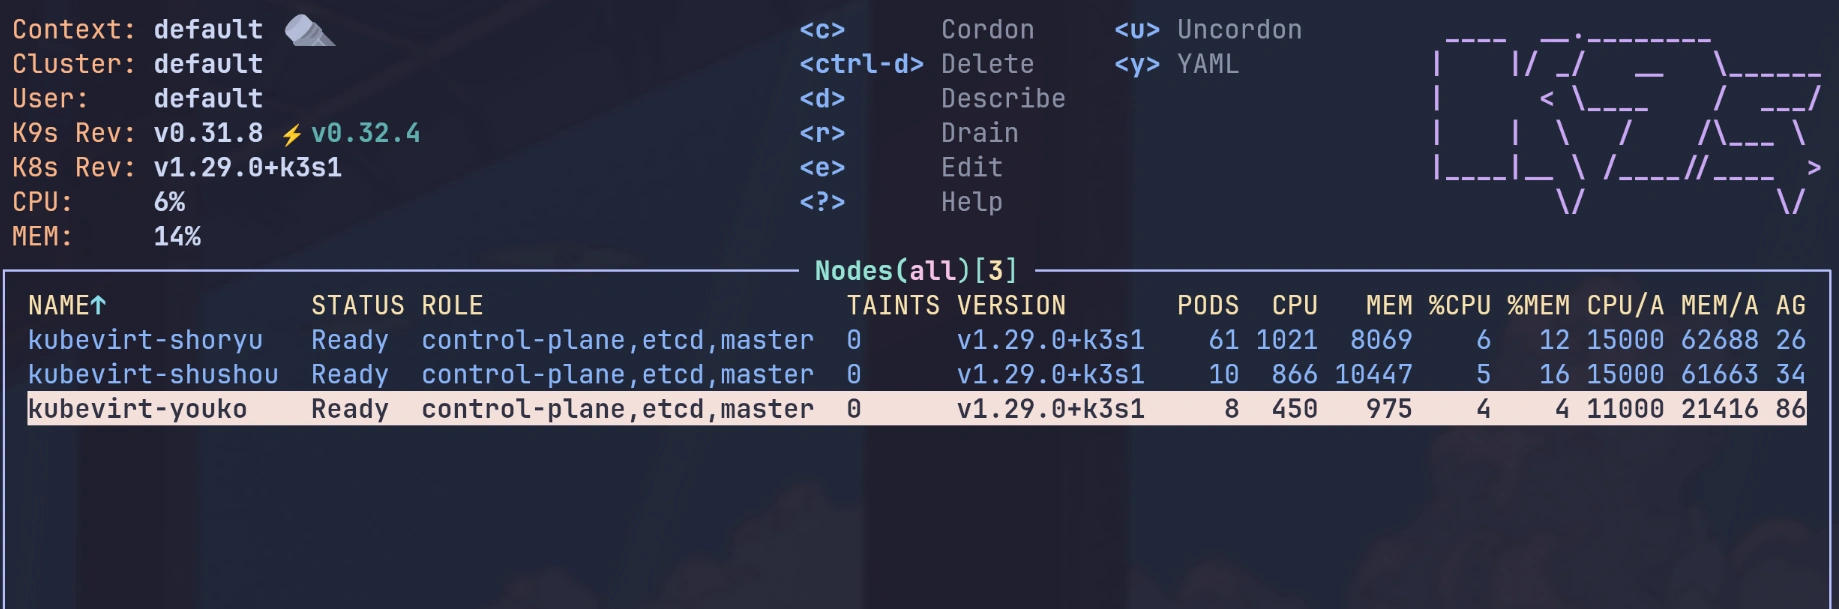 Context: default
Cluster: default
User: default
K9s Rev: v0.31.8 ⚡v0.32.4
K8s Rev: v1.29.0+k3s1
CPU: 6%
MEM: 14%
<c> Cordon <u> Uncordon
<ctrl-d> Delete <y> YAML
<d> Describe
<r> Drain
<e> Edit
<?> Help
Nodes(all)[3]
NAME↑ STATUS ROLE TAINTS VERSION PODS CPU MEM %CPU %MEM CPU/A MEM/A AG
kubevirt-shoryu Ready control-plane,etcd,master 0 v1.29.0+k3s1 61 1021 8069 6 12 15000 62688 26
kubevirt-shushou Ready control-plane,etcd,master 0 v1.29.0+k3s1 10 866 10447 5 16 15000 61663 34
kubevirt-youko Ready control-plane,etcd,master 0 v1.29.0+k3s1 8 450 975 4 4 11000 21416 86